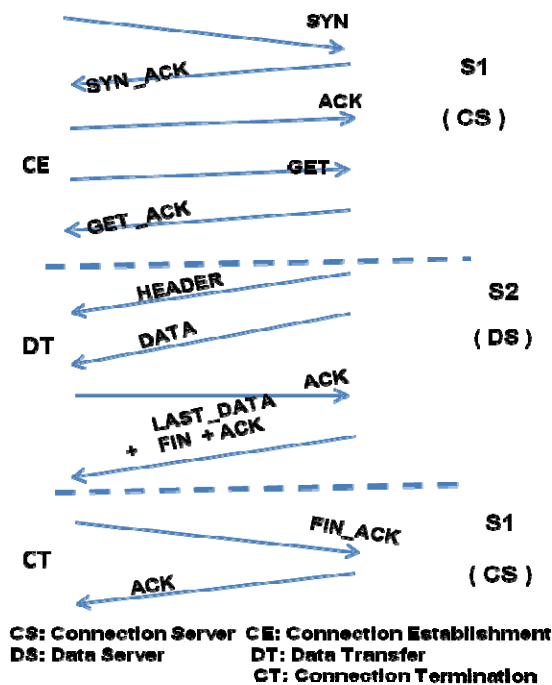 SYN
SYN_ACK
S1
ACK
( CS )
CE
GET
GET_ACK
HEADER
S2
DATA
DT
( DS )
ACK
LAST_DATA
+ FIN +ACK
FIN_ACK
S1
CT
ACK
( CS )
CS: Connection Server CE: Connection Establishment
DS: Data Server DT: Data Transfer
CT: Connection Termination